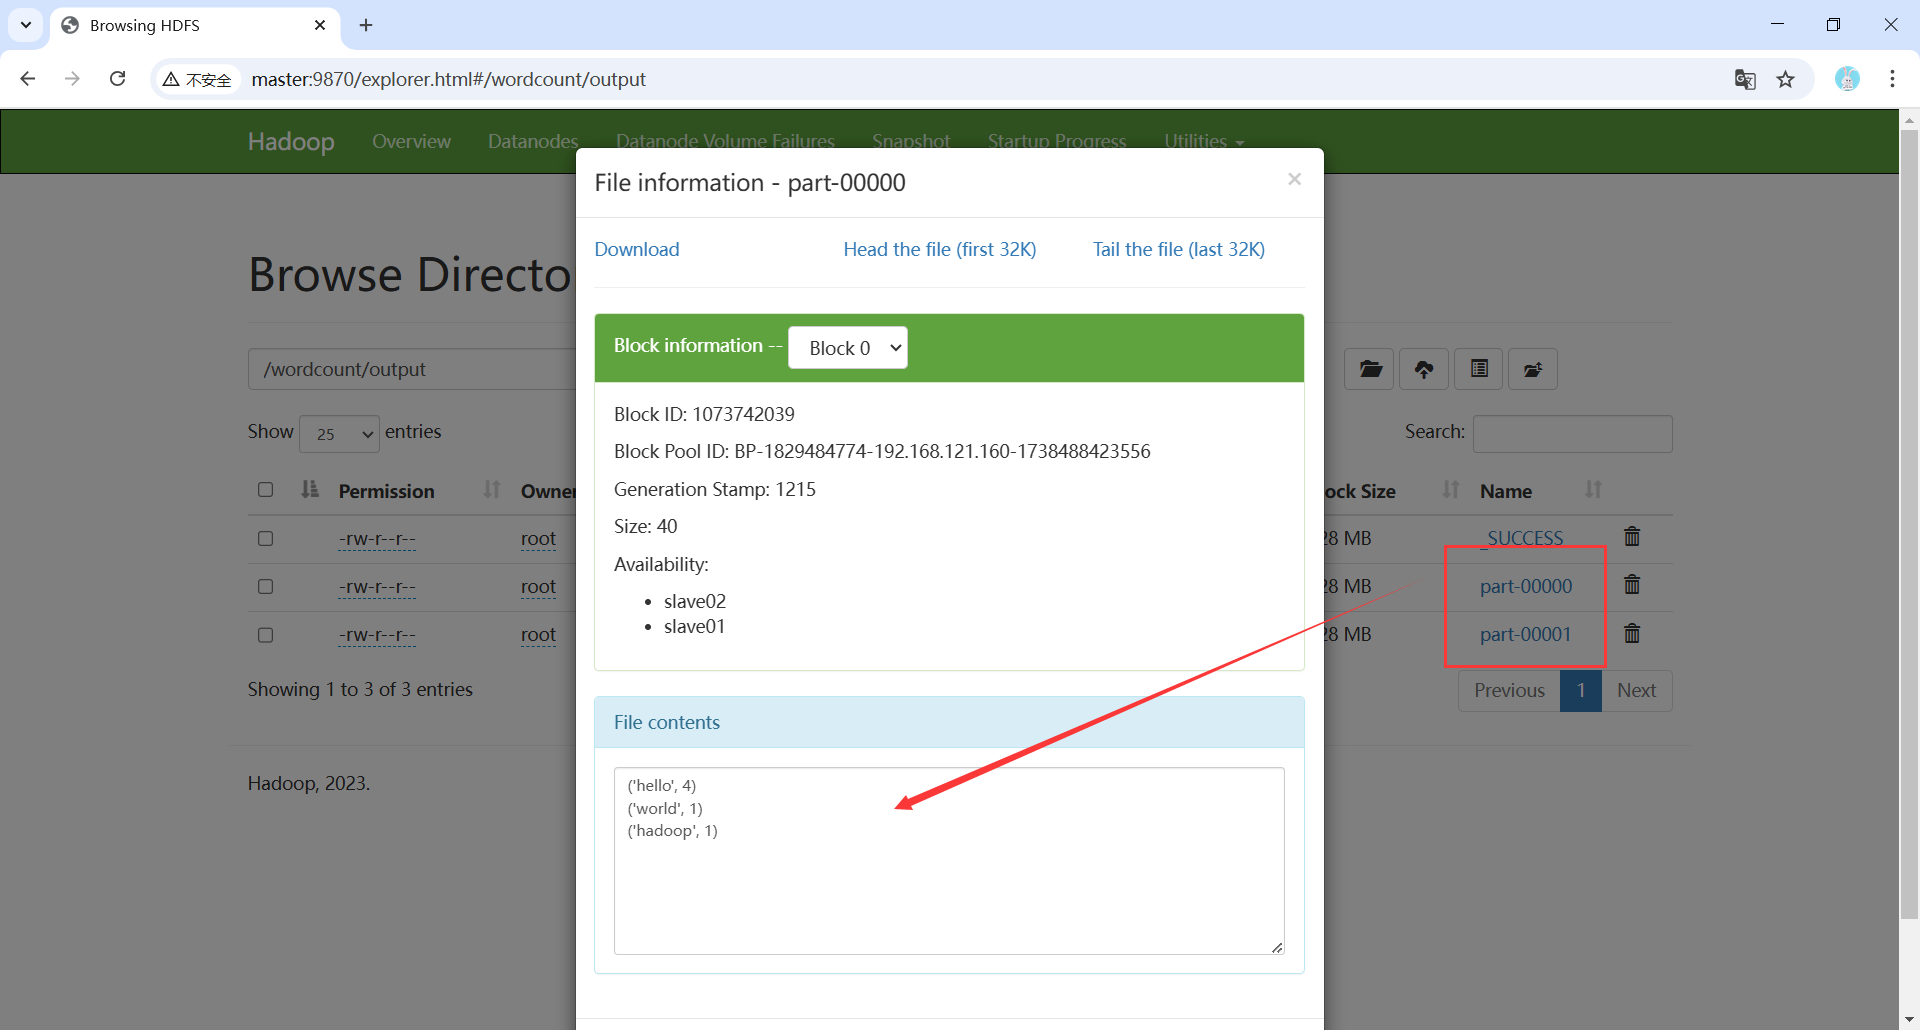 Browsing HDFS
不安全 master:9870/explorer.html#/wordcount/output
Hadoop Overview Datanodes Datanode Volume Failures Snapshot Startup Progress Utilities
File information - part-00000 ×
Download Head the file (first 32K) Tail the file (last 32K)
Browse Directo
Block information -- Block 0
/wordcount/output
Block ID: 1073742039
Show 25 entries
Search:
Block Pool ID: BP-1829484774-192.168.121.160-1738488423556
Generation Stamp: 1215
Permission Owne ock Size Name
Size: 40
-rw-r--r-- root 28 MB _SUCCESS
Availability:
-rw-r--r-- root 28 MB part-00000
slave02
slave01
-rw-r--r-- root 28 MB part-00001
Showing 1 to 3 of 3 entries
Previous 1 Next
File contents
Hadoop, 2023.
('hello', 4)
('world', 1)
('hadoop', 1)